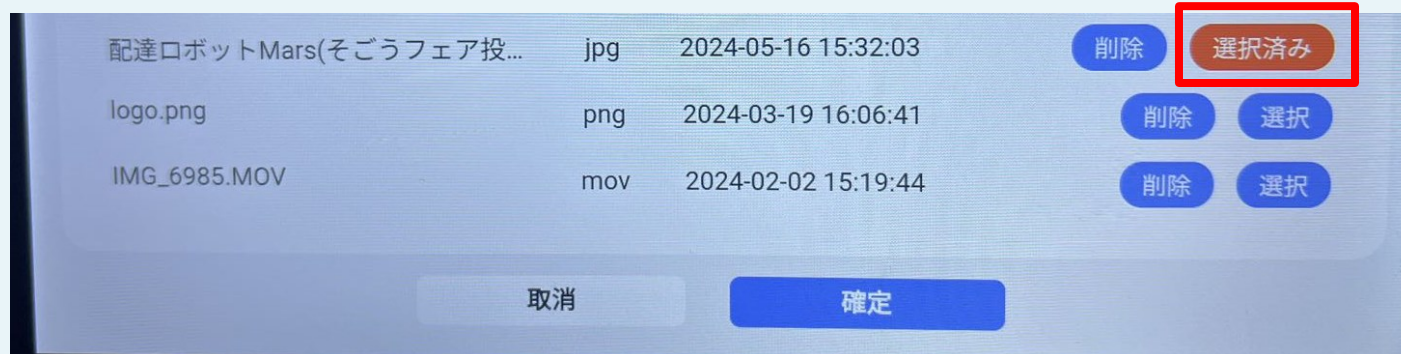 配達ロボットMars(そごうフェア投... jpg 2024-05-16 15:32:03 削除 選択済み
logo.png png 2024-03-19 16:06:41 削除 選択
IMG_6985.MOV mov 2024-02-02 15:19:44 削除 選択
取消 確定